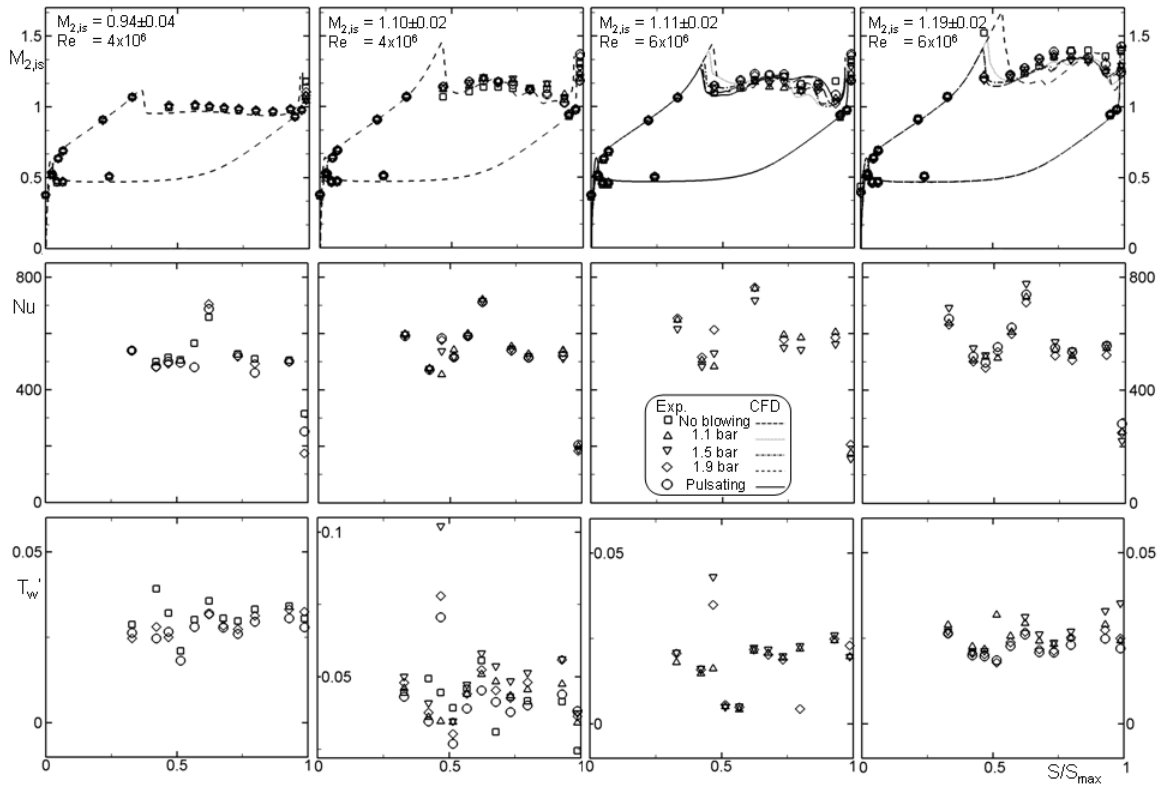 M2,is = 0.94±0.04
Re = 4x10⁶
M2,is = 1.10±0.02
Re = 4x10⁶
M2,is = 1.11±0.02
Re = 6x10⁶
M2,is = 1.19±0.02
Re = 6x10⁶
1.5
M2,is
1
0.5
0
1.5
1
0.5
0
800
Nu
400
0
800
400
0
Exp. CFD
No blowing
1.1 bar
1.5 bar
1.9 bar
Pulsating
0.05
Tw'
0
0.1
0.05
0.05
0
0.05
0
0 0.5 1 0 0.5 1 0 0.5 1 0 0.5 1
S/Smax